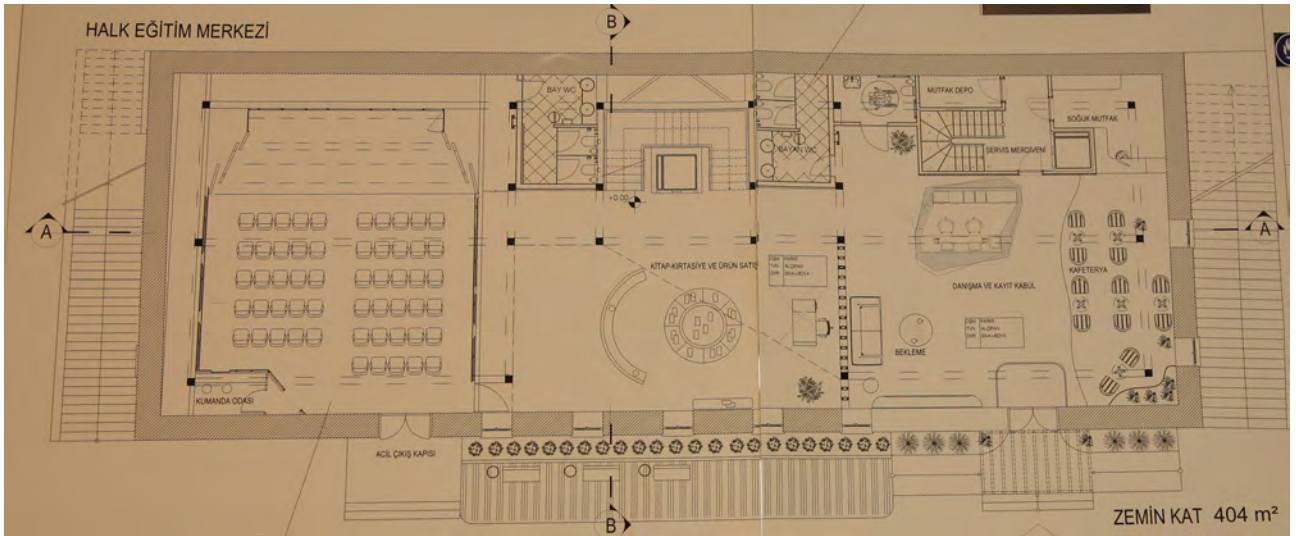 HALK EĞİTİM MERKEZİ
B
BAY WC
MUTFAK DEPO
SOĞUK MUTFAK
BAYAN WC
SERVİS MERDİVENİ
+0.00
A
A
KİTAP-KIRTASİYE VE ÜRÜN SATIŞ
KAFETERYA
DANIŞMA VE KAYIT KABUL
BEKLEME
KUMANDA ODASI
ACİL ÇIKIŞ KAPISI
B
ZEMİN KAT 404 m²